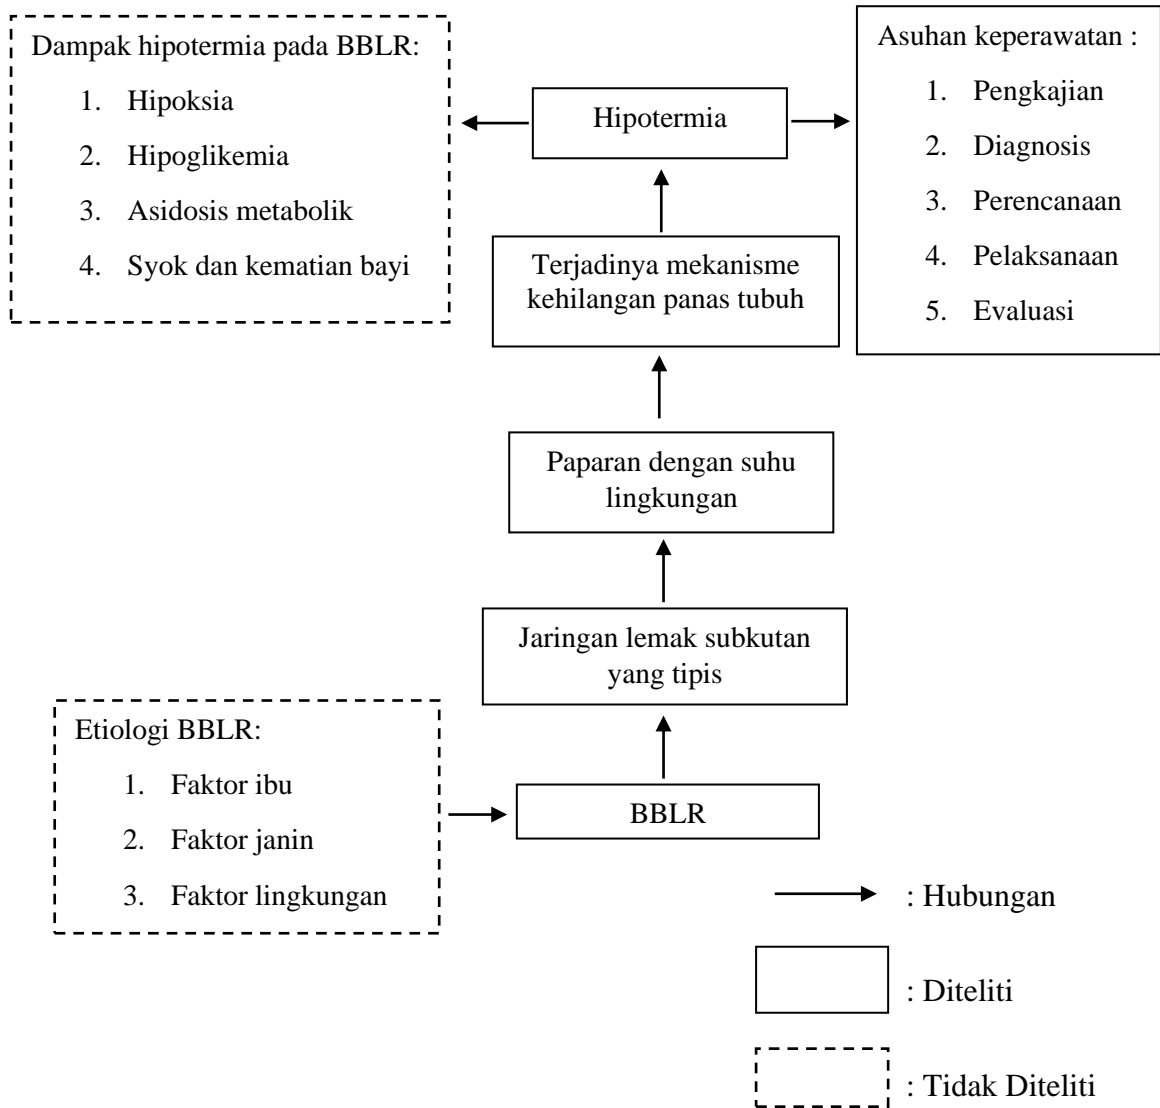 Dampak hipotermia pada BBLR:
1. Hipoksia
2. Hipoglikemia
3. Asidosis metabolik
4. Syok dan kematian bayi
Hipotermia
Asuhan keperawatan :
1. Pengkajian
2. Diagnosis
3. Perencanaan
4. Pelaksanaan
5. Evaluasi
Terjadinya mekanisme
kehilangan panas tubuh
Paparan dengan suhu
lingkungan
Jaringan lemak subkutan
yang tipis
Etiologi BBLR:
1. Faktor ibu
2. Faktor janin
3. Faktor lingkungan
BBLR
: Hubungan
: Diteliti
: Tidak Diteliti